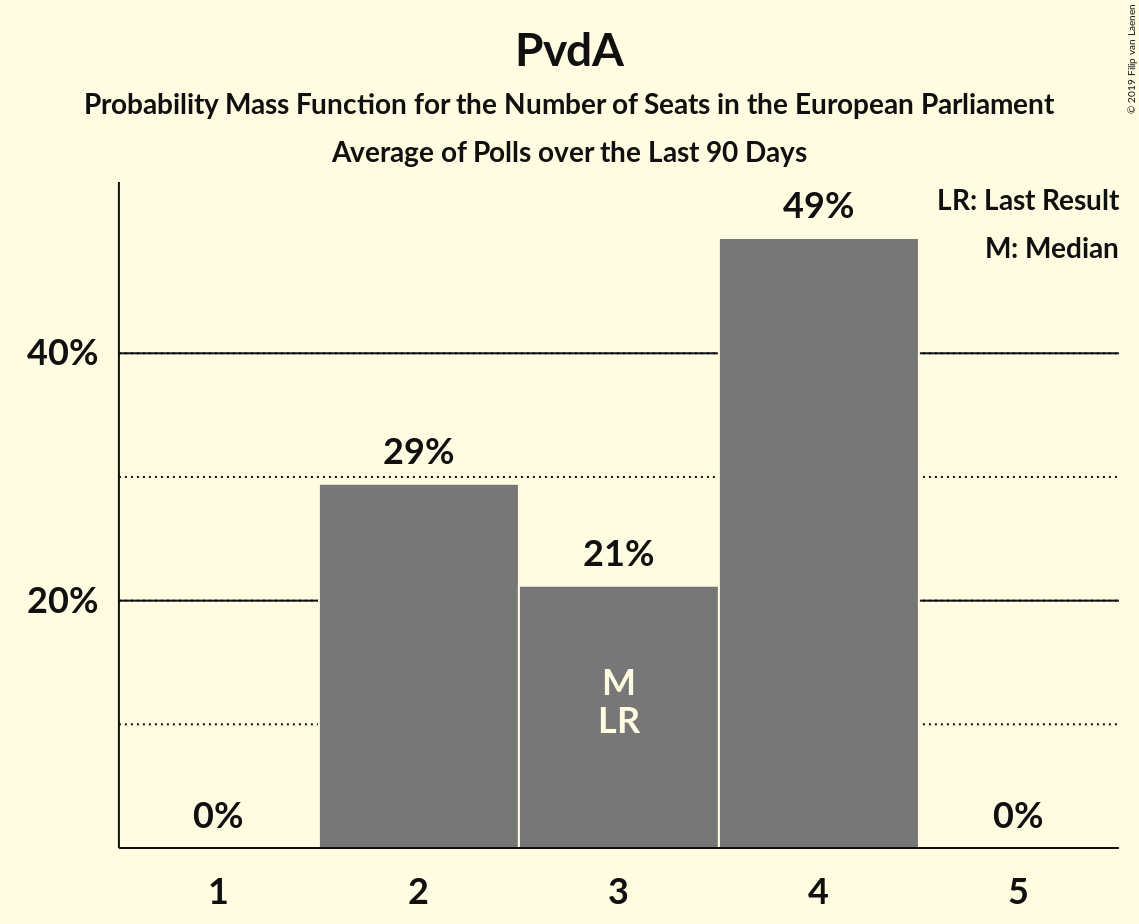 PvdA
Probability Mass Function for the Number of Seats in the European Parliament
Average of Polls over the Last 90 Days
© 2019 Filip van Laenen
LR: Last Result
M: Median
49%
40%
29%
21%
20%
M
LR
0%
0%
1
2
3
4
5